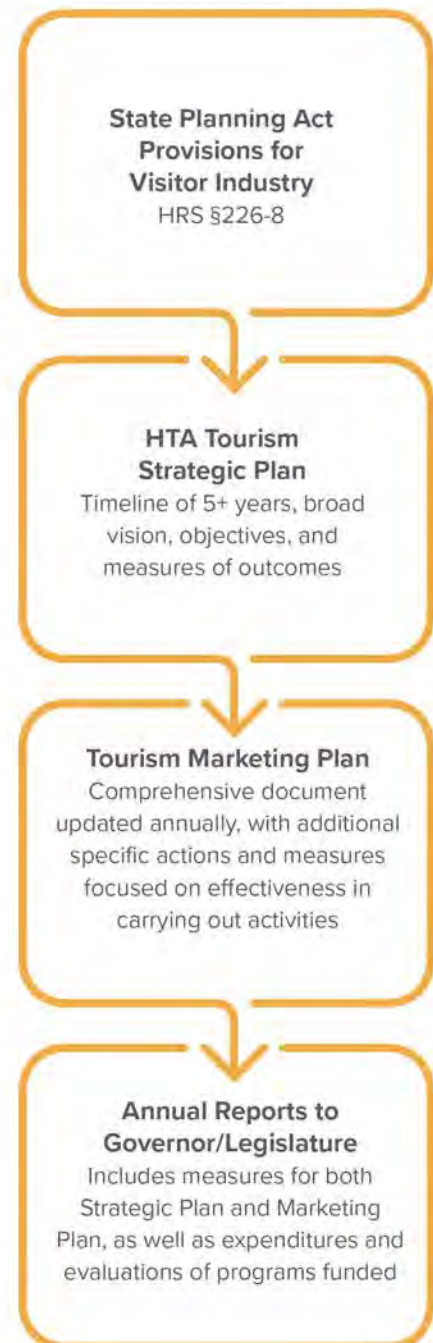 State Planning Act
Provisions for
Visitor Industry
HRS §226-8
HTA Tourism
Strategic Plan
Timeline of 5+ years, broad
vision, objectives, and
measures of outcomes
Tourism Marketing Plan
Comprehensive document
updated annually, with additional
specific actions and measures
focused on effectiveness in
carrying out activities
Annual Reports to
Governor/Legislature
Includes measures for both
Strategic Plan and Marketing
Plan, as well as expenditures and
evaluations of programs funded